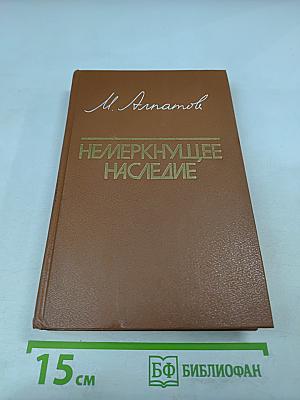 М. Алпатов
НЕМЕРКНУЩЕЕ
НАСЛЕДИЕ
15 см
БФ БИБЛИОФАН